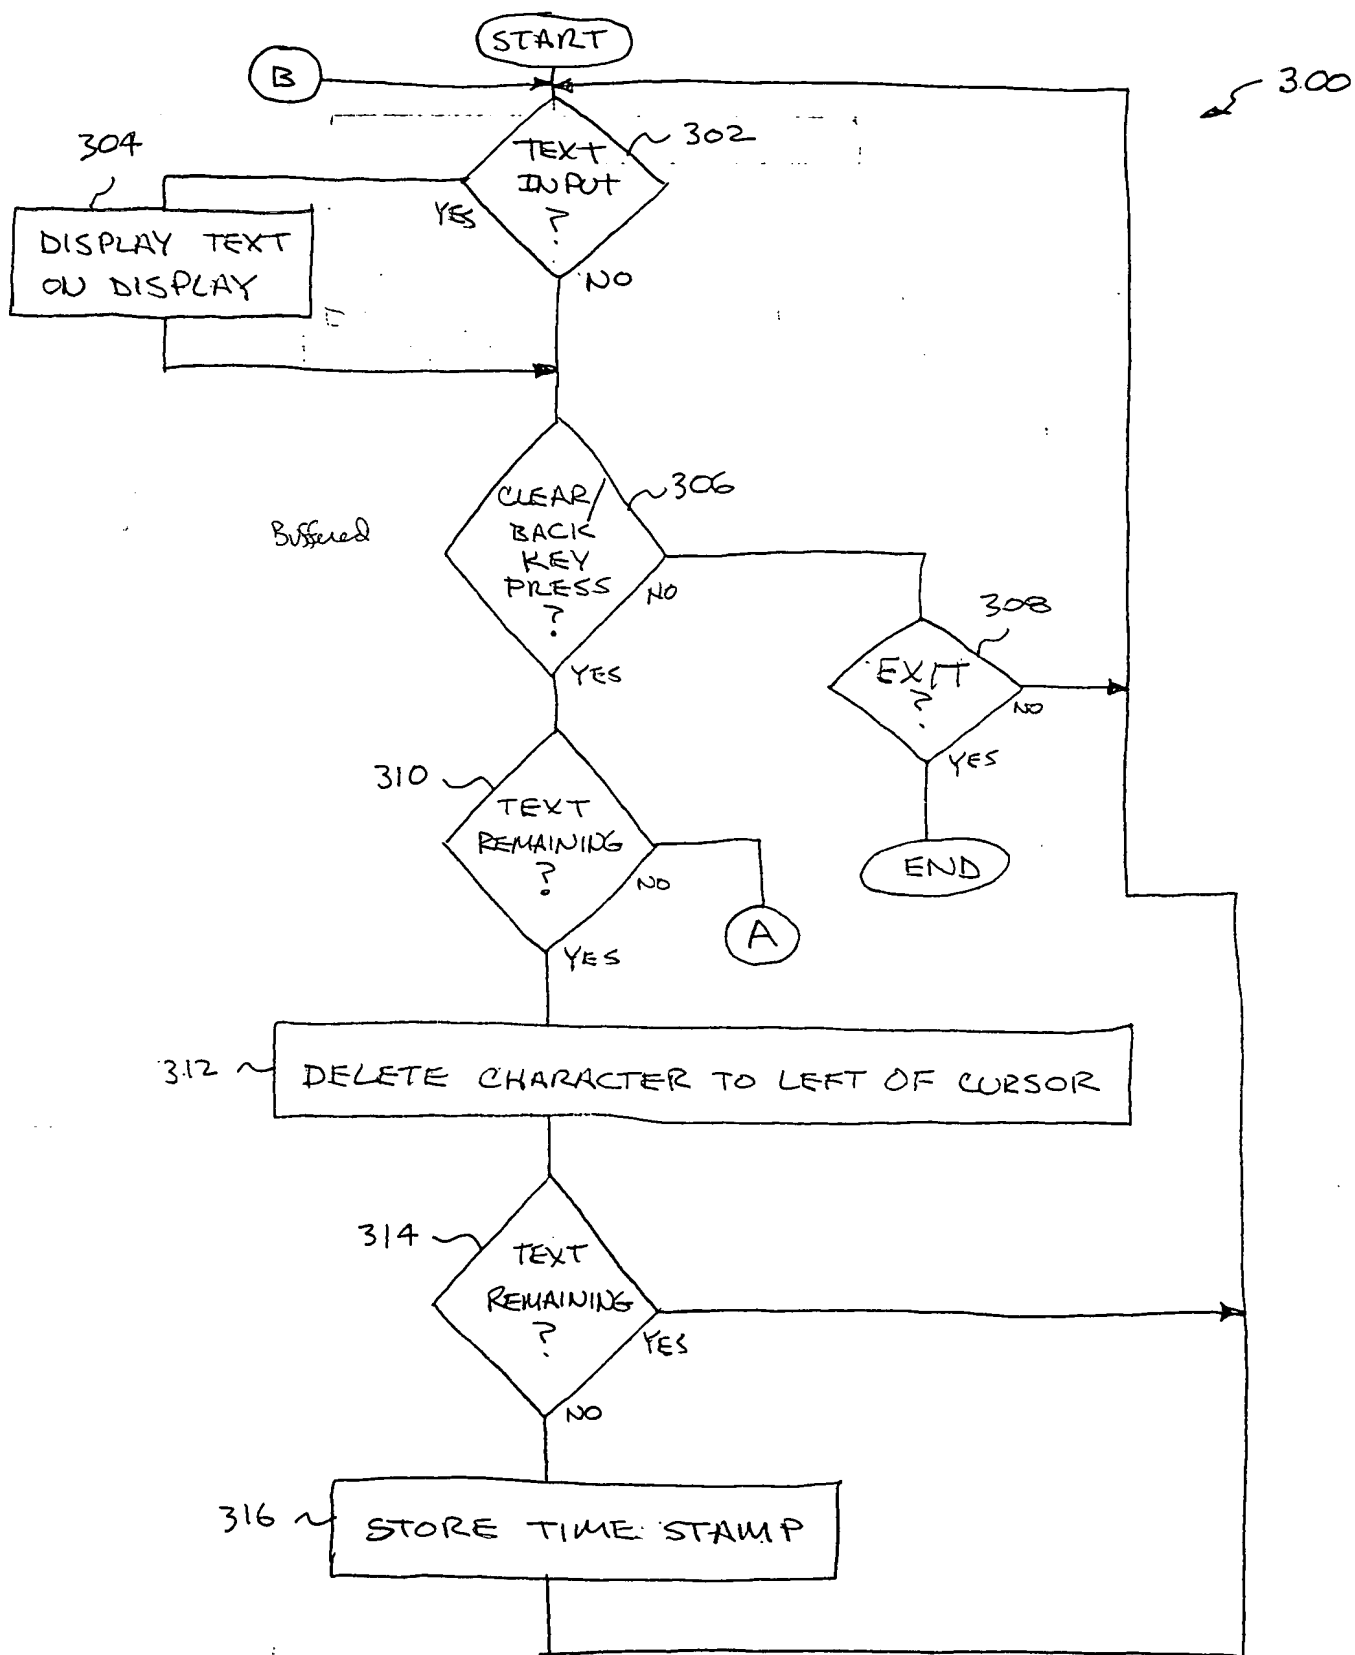 START
B
300
302
TEXT
INPUT
?
YES
NO
304
DISPLAY TEXT
ON DISPLAY
306
CLEAR/
BACK
KEY
PRESS
?
Buffered
NO
YES
308
EXIT
?
NO
YES
END
310
TEXT
REMAINING
?
NO
YES
A
312
DELETE CHARACTER TO LEFT OF CURSOR
314
TEXT
REMAINING
?
YES
NO
316
STORE TIME STAMP